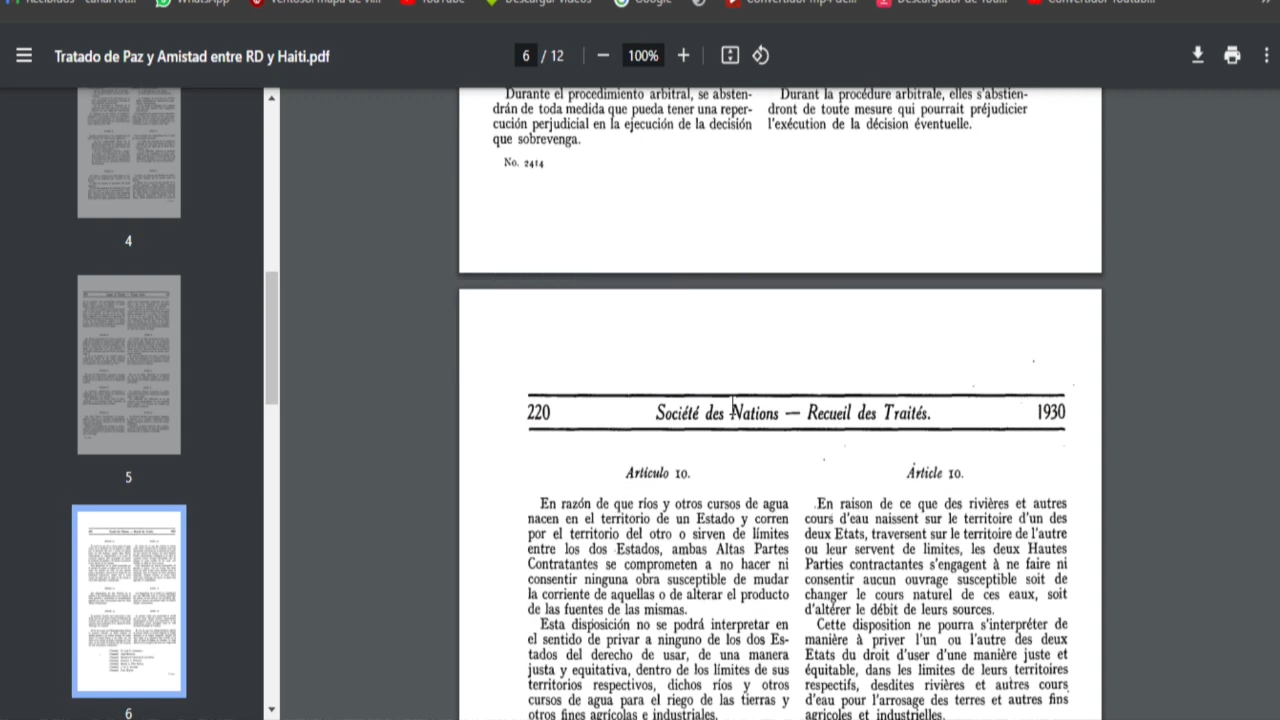 WhatsApp
YouTube
Descargar videos
Google
Tratado de Paz y Amistad entre RD y Haiti.pdf
6 / 12
100%
4
5
6
Durante el procedimiento arbitral, se absten-
drán de toda medida que pueda tener una reper-
cución perjudicial en la ejecución de la decisión
que sobrevenga.
No. 2414
Durant la procédure arbitrale, elles s'abstien-
dront de toute mesure qui pourrait préjudicier
l'exécution de la décision éventuelle.
220
Société des Nations — Recueil des Traités.
1930
Artículo 10.
En razón de que ríos y otros cursos de agua
nacen en el territorio de un Estado y corren
por el territorio del otro o sirven de límites
entre los dos Estados, ambas Altas Partes
Contratantes se comprometen a no hacer ni
consentir ninguna obra susceptible de mudar
la corriente de aquellas o de alterar el producto
de las fuentes de las mismas.
Esta disposición no se podrá interpretar en
el sentido de privar a ninguno de los dos Es-
tados del derecho de usar, de una manera
justa y equitativa, dentro de los límites de sus
territorios respectivos, dichos ríos y otros
cursos de agua para el riego de las tierras y
otros fines agrícolas e industriales.
Article 10.
En raison de ce que des rivières et autres
cours d'eau naissent sur le territoire d'un des
deux Etats, traversent sur le territoire de l'autre
ou leur servent de limites, les deux Hautes
Parties contractantes s'engagent à ne faire ni
consentir aucun ouvrage susceptible soit de
changer le cours naturel de ces eaux, soit
d'altérer le débit de leurs sources.
Cette disposition ne pourra s'interpréter de
manière à priver l'un ou l'autre des deux
Etats du droit d'user d'une manière juste et
équitable, dans les limites de leurs territoires
respectifs, desdites rivières et autres cours
d'eau pour l'arrosage des terres et autres fins
agricoles et industrielles.